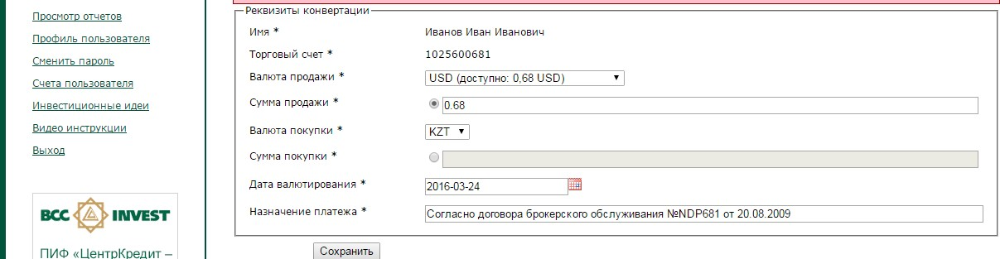 Просмотр отчетов
Профиль пользователя
Сменить пароль
Счета пользователя
Инвестиционные идеи
Видео инструкции
Выход
BCC INVEST
ПИФ «ЦентрКредит –
Реквизиты конвертации
Имя * Иванов Иван Иванович
Торговый счет * 1025600681
Валюта продажи * USD (доступно: 0,68 USD)
Сумма продажи * 0.68
Валюта покупки * KZT
Сумма покупки *
Дата валютирования * 2016-03-24
Назначение платежа * Согласно договора брокерского обслуживания №NDP681 от 20.08.2009
Сохранить